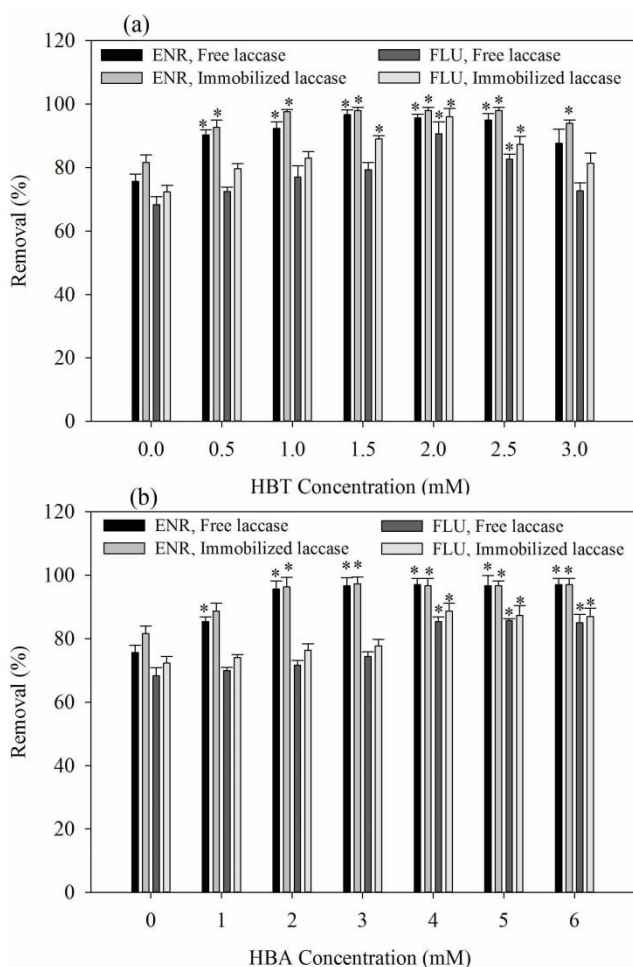 (a)
120
ENR, Free laccase FLU, Free laccase
ENR, Immobilized laccase FLU, Immobilized laccase
100
* * * * * * * * * * * * * * * *
80
60
40
20
0
Removal (%)
0.0 0.5 1.0 1.5 2.0 2.5 3.0
HBT Concentration (mM)
(b)
120
ENR, Free laccase FLU, Free laccase
ENR, Immobilized laccase FLU, Immobilized laccase
100
* * * * * * * * * * * * * * * * *
80
60
40
20
0
Removal (%)
0 1 2 3 4 5 6
HBA Concentration (mM)